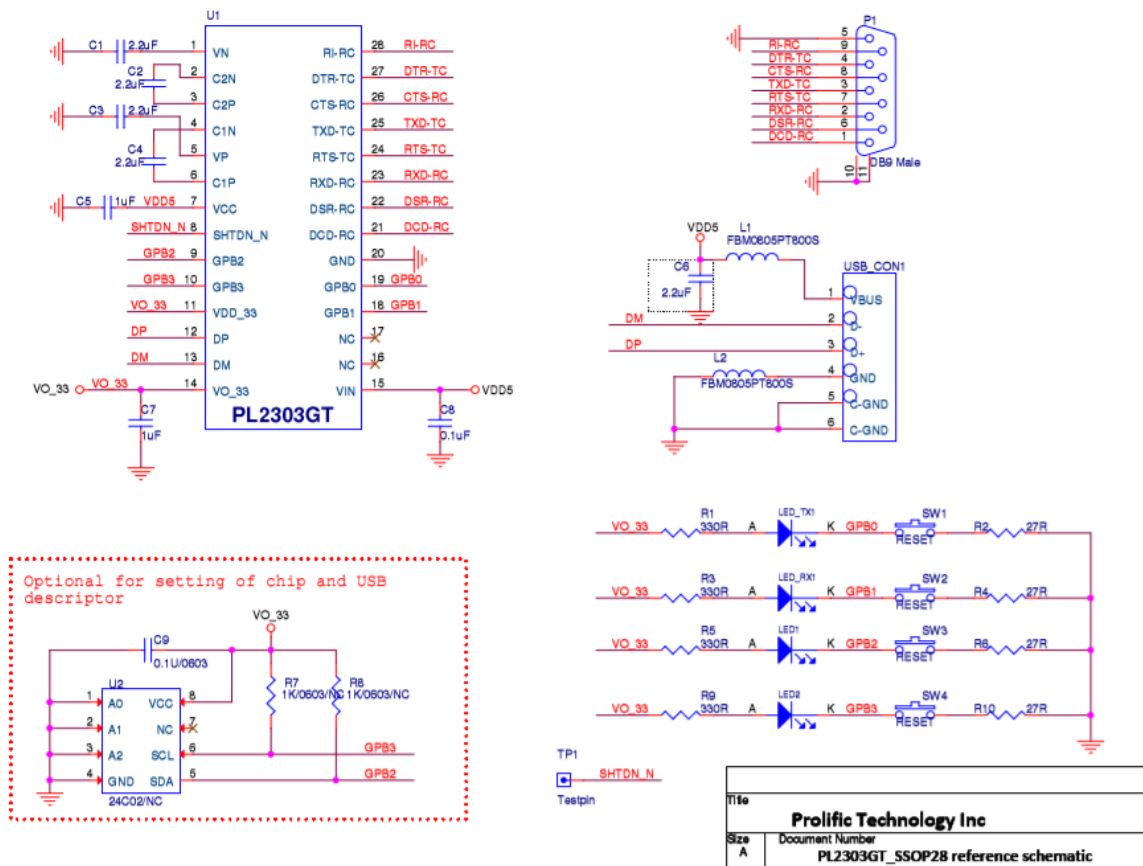 U1
PL2303GT
C1 2.2uF
1 VN
C2 2.2uF
2 C2N
3 C2P
C3 2.2uF
4 C1N
C4 2.2uF
5 VP
6 C1P
C5 1uF VDD5 7 VCC
SHTDN_N 8 SHTDN_N
GPB2 9 GPB2
GPB3 10 GPB3
VO_33 11 VDD_33
DP 12 DP
DM 13 DM
VO_33 VO_33 14 VO_33
C7
1uF
RI-RC 28 RI-RC
DTR-TC 27 DTR-TC
CTS-RC 26 CTS-RC
TXD-TC 25 TXD-TC
RTS-TC 24 RTS-TC
RXD-RC 23 RXD-RC
DSR-RC 22 DSR-RC
DCD-RC 21 DCD-RC
GND 20
GPB0 19 GPB0
GPB1 18 GPB1
NC 17
NC 16
VIN 15 VDD5
C8
0.1uF
P1
5
RI-RC 9
DTR-TC 4
CTS-RC 8
TXD-TC 3
RTS-TC 7
RXD-RC 2
DSR-RC 6
DCD-RC 1
10 11
DB9 Male
VDD5
L1
FBM0805PT800S
C6
2.2uF
USB_CON1
1 VBUS
DM 2 D-
DP 3 D+
L2
FBM0805PT800S
4 GND
5 C-GND
6 C-GND
VO_33 R1 330R A LED_TX1 K GPB0 SW1 RESET R2 27R
VO_33 R3 330R A LED_RX1 K GPB1 SW2 RESET R4 27R
VO_33 R5 330R A LED1 K GPB2 SW3 RESET R6 27R
VO_33 R9 330R A LED2 K GPB3 SW4 RESET R10 27R
Optional for setting of chip and USB
descriptor
VO_33
C9
0.1U/0603
U2
R7
1K/0603/NC
R8
1K/0603/NC
1 A0 VCC 8
2 A1 NC 7
3 A2 SCL 6 GPB3
4 GND SDA 5 GPB2
24C02/NC
TP1
SHTDN_N
Testpin
Title
Prolific Technology Inc
Size
A
Document Number
PL2303GT_SSOP28 reference schematic